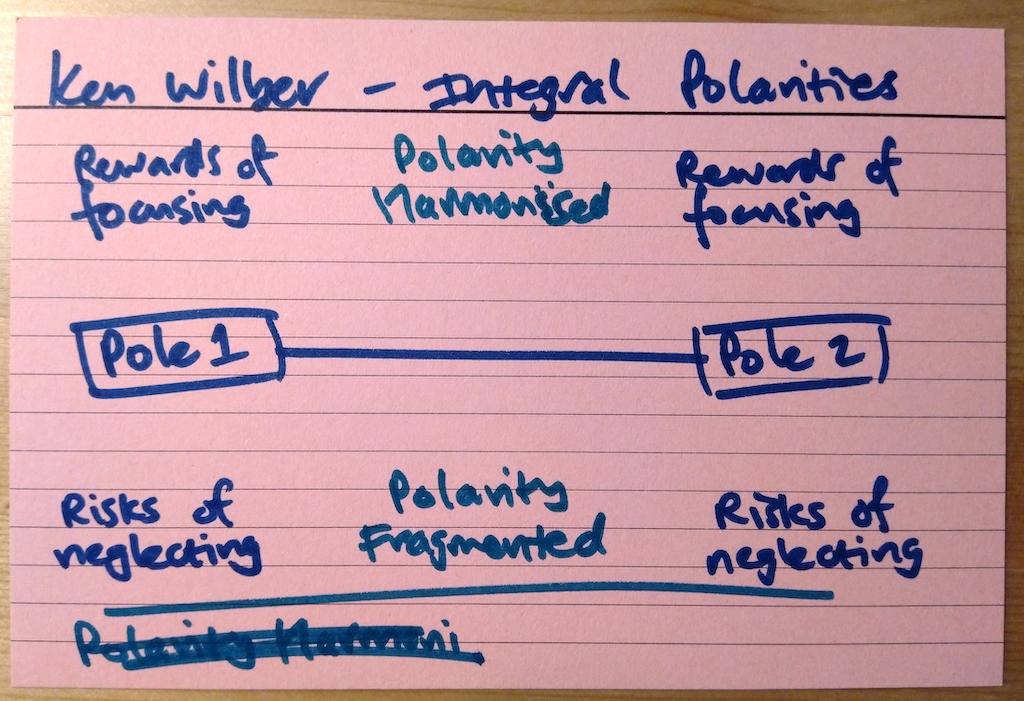 Ken Wilber - Integral Polarities
Rewards of
focusing
Polarity
Harmonised
Rewards of
focusing
Pole 1
Pole 2
Risks of
neglecting
Polarity
Fragmented
Risks of
neglecting
Polarity Harmoni